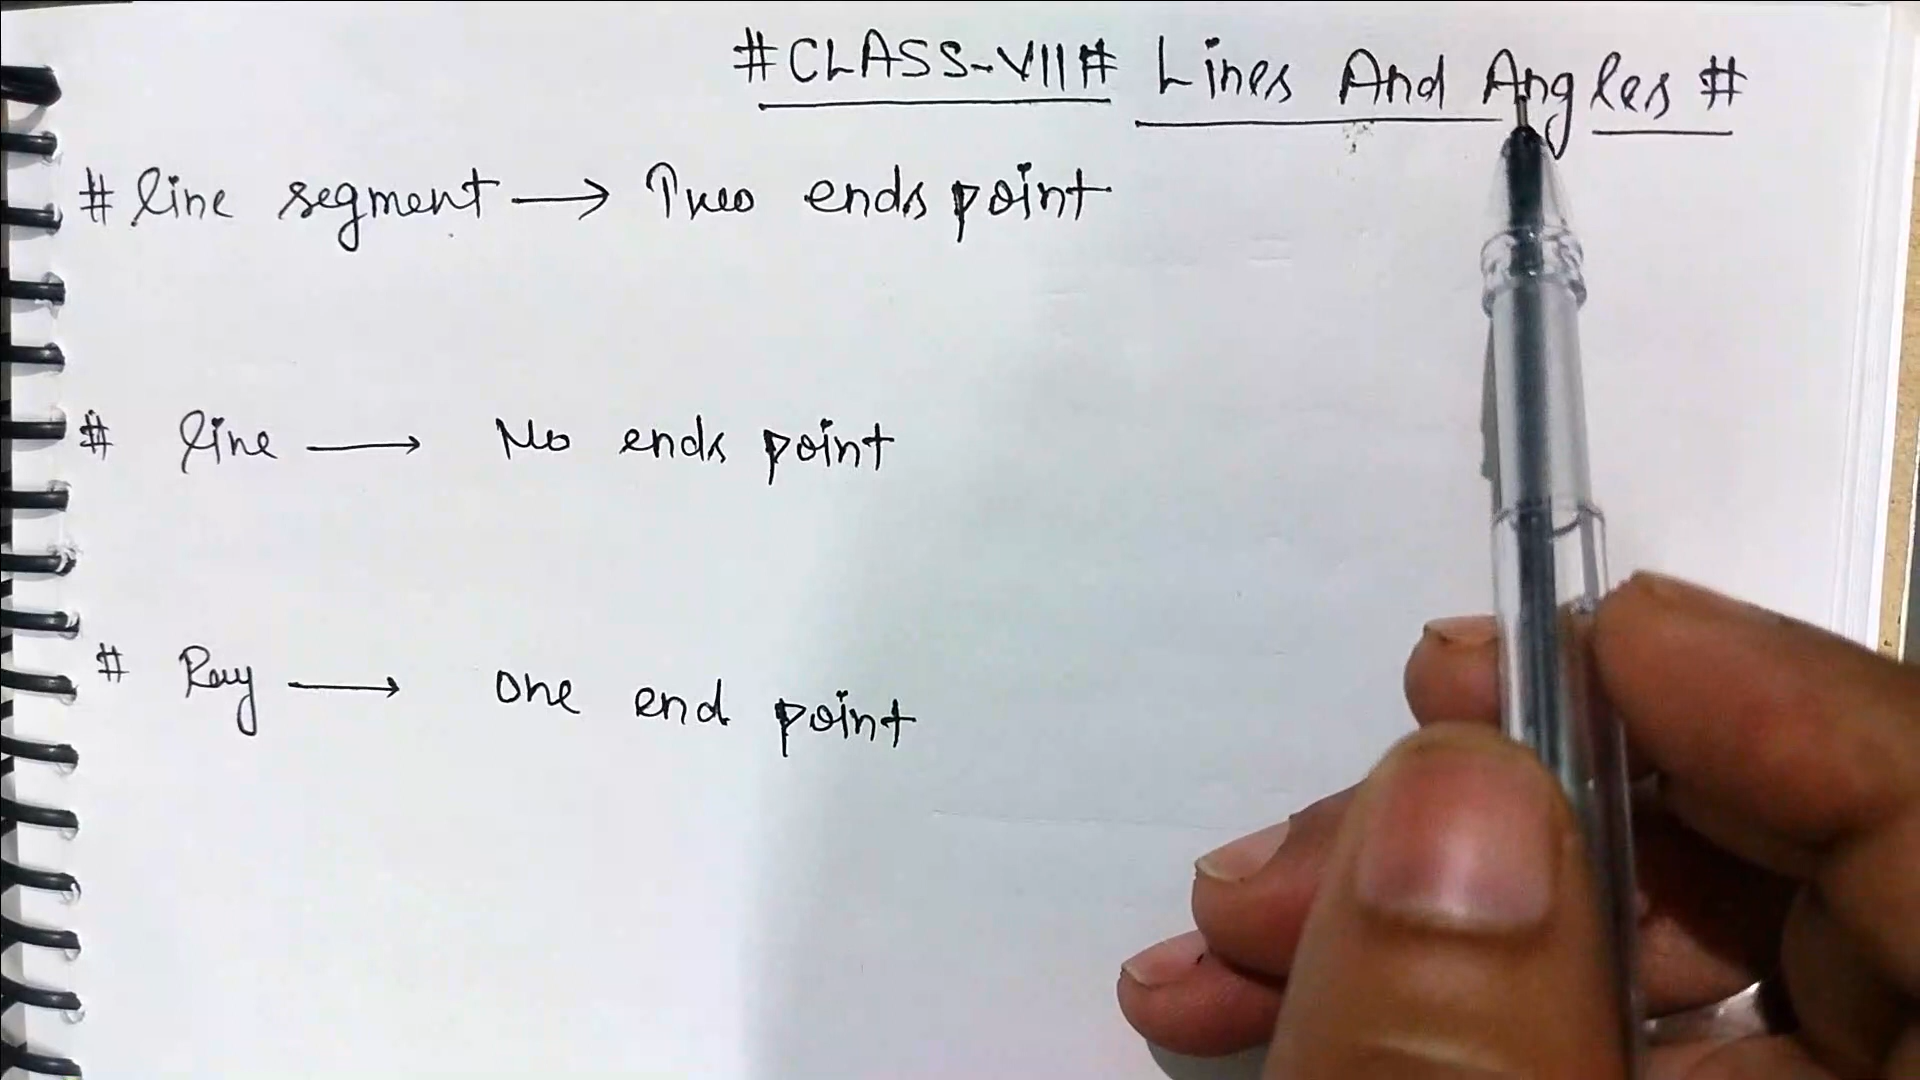 #CLASS-VII# Lines And Angles #
# line segment → Two ends point
# line → No ends point
# Ray → one end point